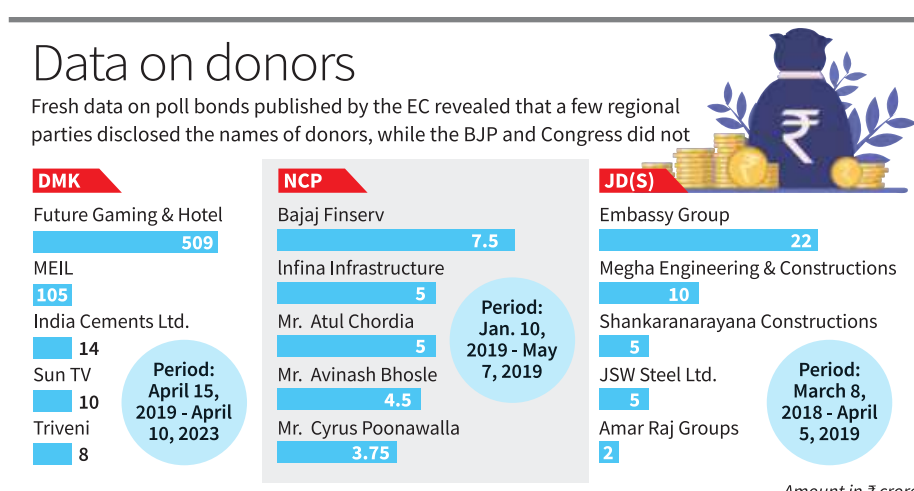 Data on donors
Fresh data on poll bonds published by the EC revealed that a few regional
parties disclosed the names of donors, while the BJP and Congress did not
₹
DMK
Future Gaming & Hotel
509
MEIL
105
India Cements Ltd.
14
Sun TV
10
Triveni
8
Period:
April 15,
2019 - April
10, 2023
NCP
Bajaj Finserv
7.5
Infina Infrastructure
5
Mr. Atul Chordia
5
Mr. Avinash Bhosle
4.5
Mr. Cyrus Poonawalla
3.75
Period:
Jan. 10,
2019 - May
7, 2019
JD(S)
Embassy Group
22
Megha Engineering & Constructions
10
Shankaranarayana Constructions
5
JSW Steel Ltd.
5
Amar Raj Groups
2
Period:
March 8,
2018 - April
5, 2019
Amount in ₹ crore